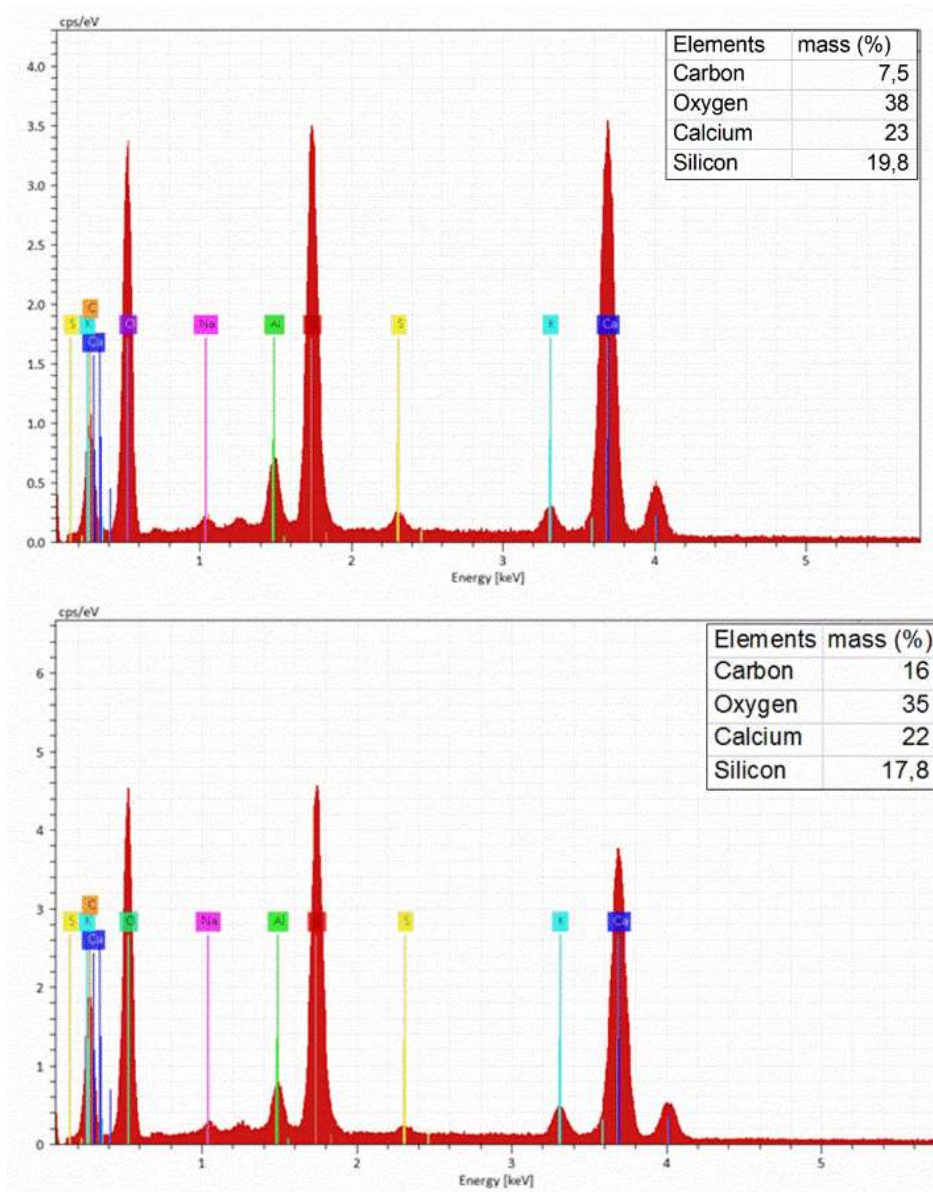 cps/eV
Elements mass (%)
Carbon 7,5
Oxygen 38
Calcium 23
Silicon 19,8
4.0
3.5
3.0
2.5
2.0
1.5
1.0
0.5
0.0
C
S K O Na Al S K Ca
Ca
1 2 3 4 5
Energy [keV]
cps/eV
Elements mass (%)
Carbon 16
Oxygen 35
Calcium 22
Silicon 17,8
6
5
4
3
2
1
0
C
S K O Na Al S K Ca
Ca
1 2 3 4 5
Energy [keV]